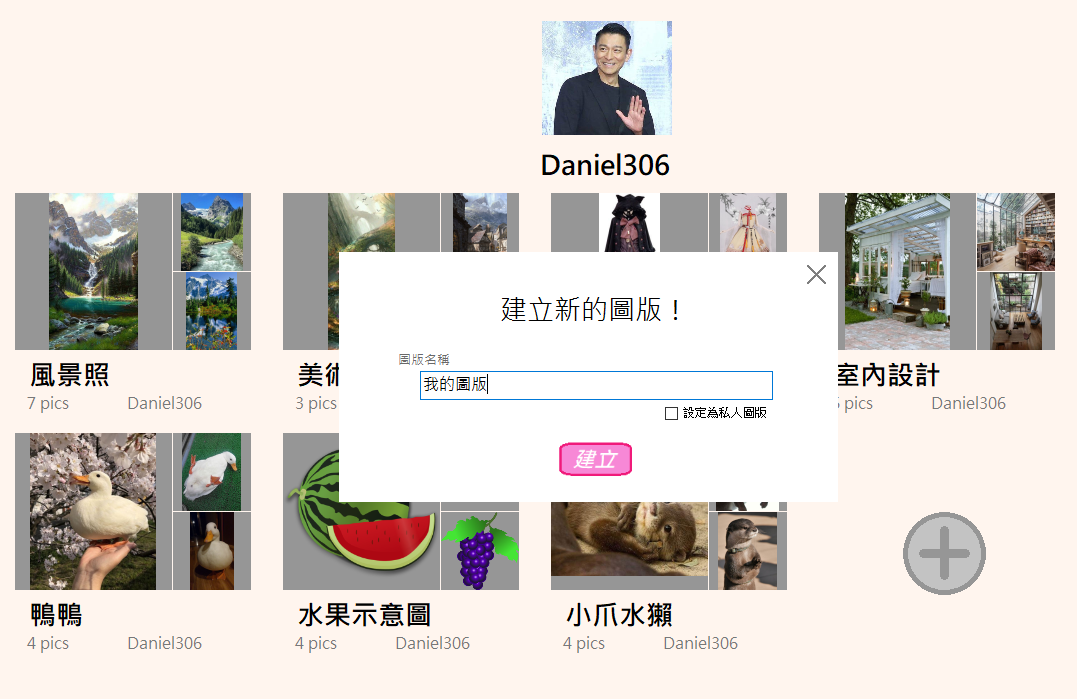 Daniel306
建立新的圖版！
圖版名稱
我的圖版
設定為私人圖版
建立
風景照
7 pics Daniel306
美術
3 pics
室內設計
pics Daniel306
鴨鴨
4 pics Daniel306
水果示意圖
4 pics Daniel306
小爪水獺
4 pics Daniel306